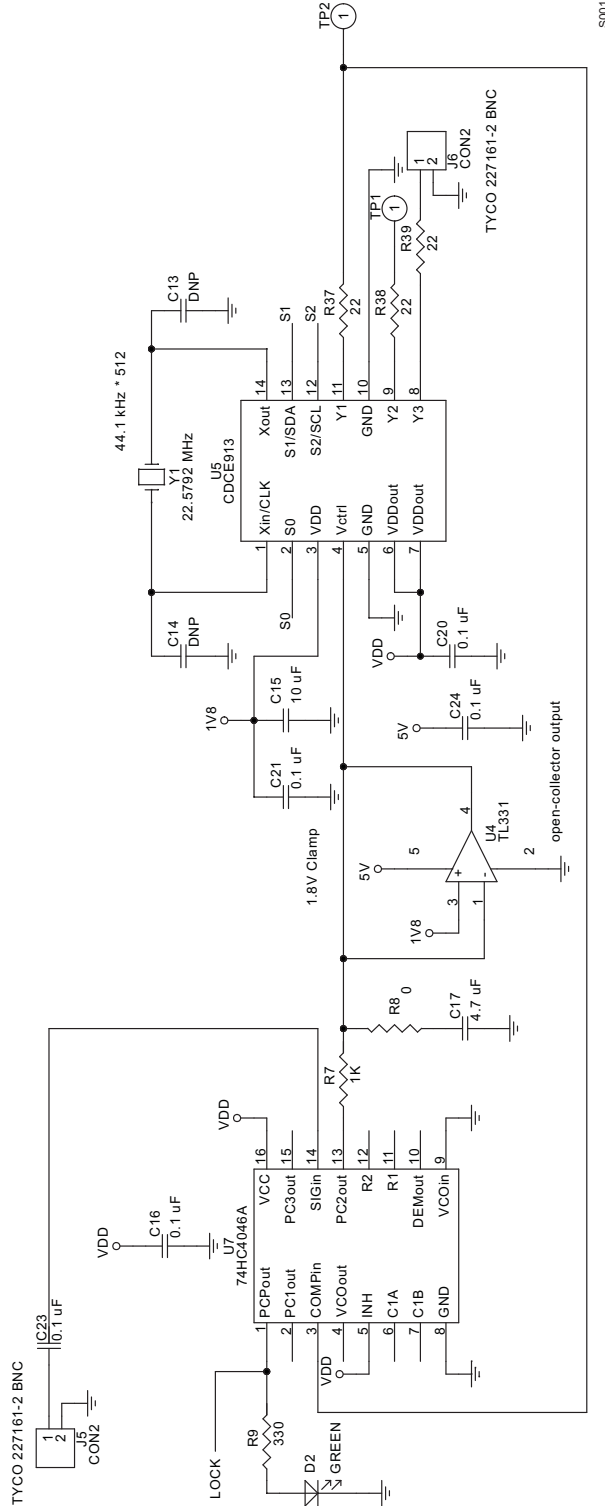 TYCO 227161-2 BNC
1
2
J5
CON2
C23
0.1 uF
VDD
C16
0.1 uF
LOCK
R9
330
D2
GREEN
U7
74HC4046A
1 PCPout
2 PC1out
3 COMPin
4 VCOout
5 INH
6 C1A
7 C1B
8 GND
VCC 16
PC3out 15
SIGin 14
PC2out 13
R2 12
R1 11
DEMout 10
VCOin 9
VDD
VDD
R7
1K
R8
0
C17
4.7 uF
1.8V Clamp
1V8
5V
3
+
1
-
5
4
2
U4
TL331
open-collector output
5V
C24
0.1 uF
1V8
C21
0.1 uF
C15
10 uF
VDD
C20
0.1 uF
C14
DNP
Y1
22.5792 MHz
44.1 kHz * 512
C13
DNP
U5
CDCE913
S0
1 Xin/CLK
2 S0
3 VDD
4 Vctrl
5 GND
6 VDDout
7 VDDout
Xout 14
S1/SDA 13
S2/SCL 12
Y1 11
GND 10
Y2 9
Y3 8
S1
S2
R37
22
R38
22
R39
22
TP1
1
TP2
1
1
2
J6
CON2
TYCO 227161-2 BNC
S001